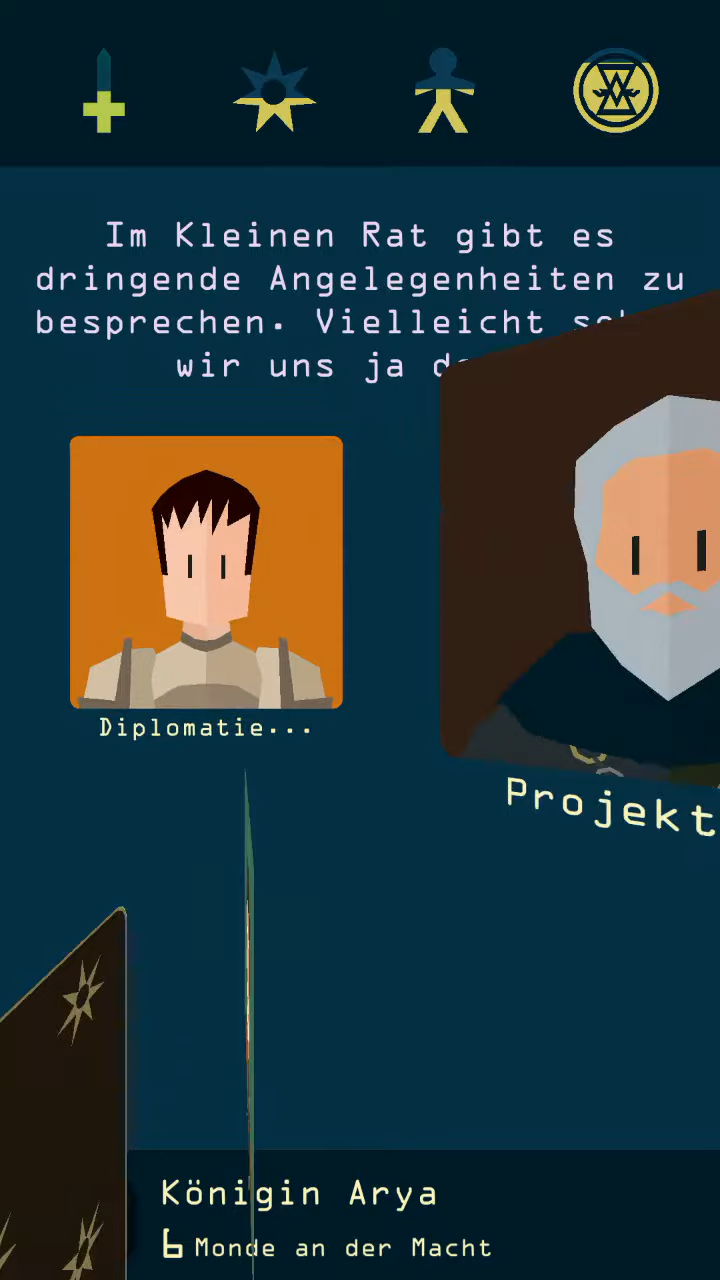 Im Kleinen Rat gibt es
dringende Angelegenheiten zu
besprechen. Vielleicht
wir uns ja
Diplomatie...
Projekt
Königin Arya
6 Monde an der Macht